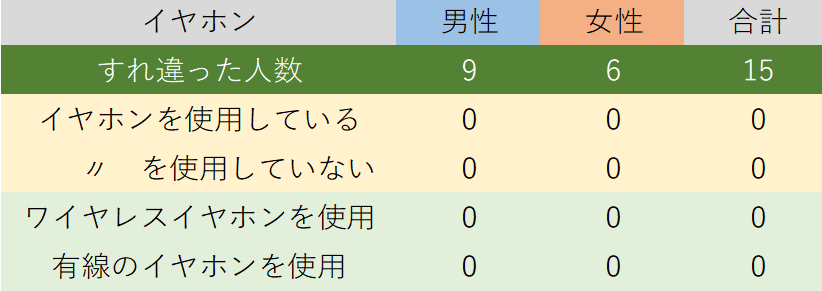 イヤホン 男性 女性 合計
すれ違った人数 9 6 15
イヤホンを使用している 0 0 0
〃 を使用していない 0 0 0
ワイヤレスイヤホンを使用 0 0 0
有線のイヤホンを使用 0 0 0